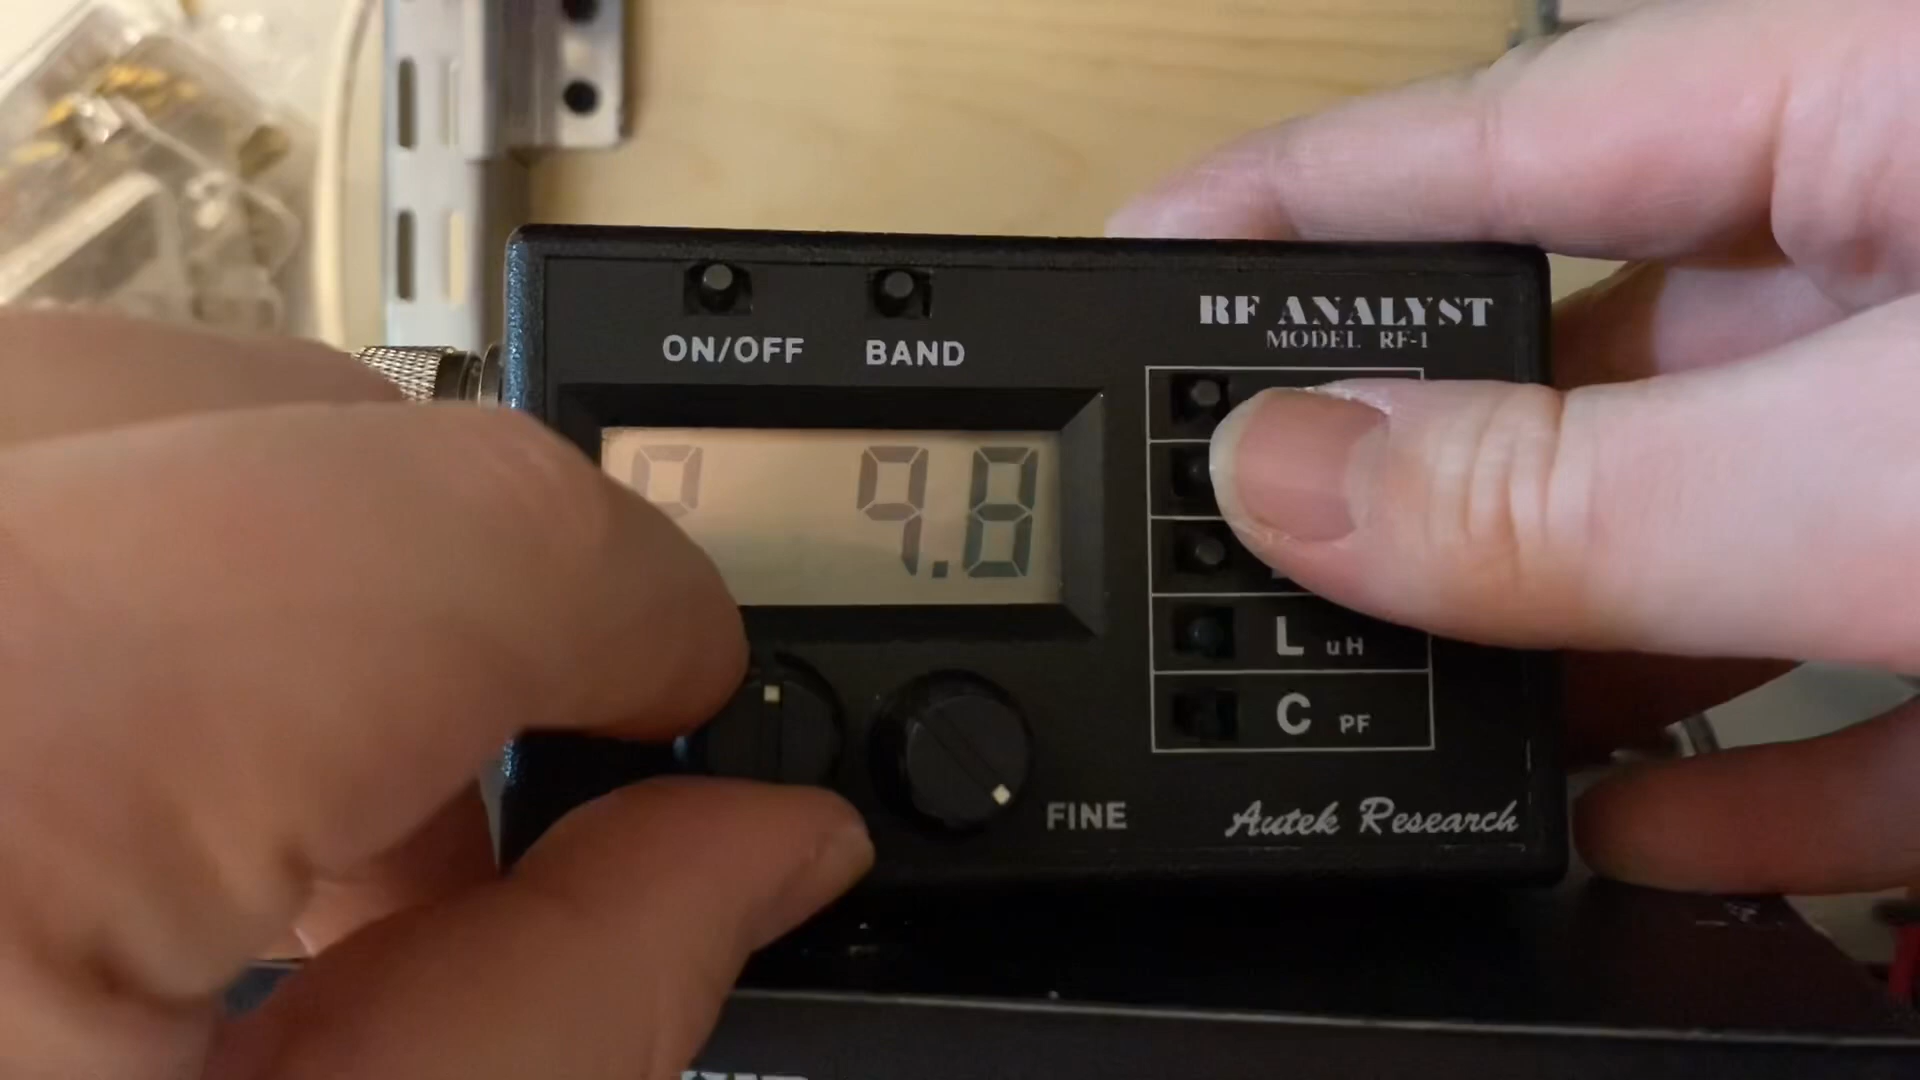 ON/OFF
BAND
RF ANALYST
MODEL RF-1
9.8
L uH
C PF
FINE
Autek Research